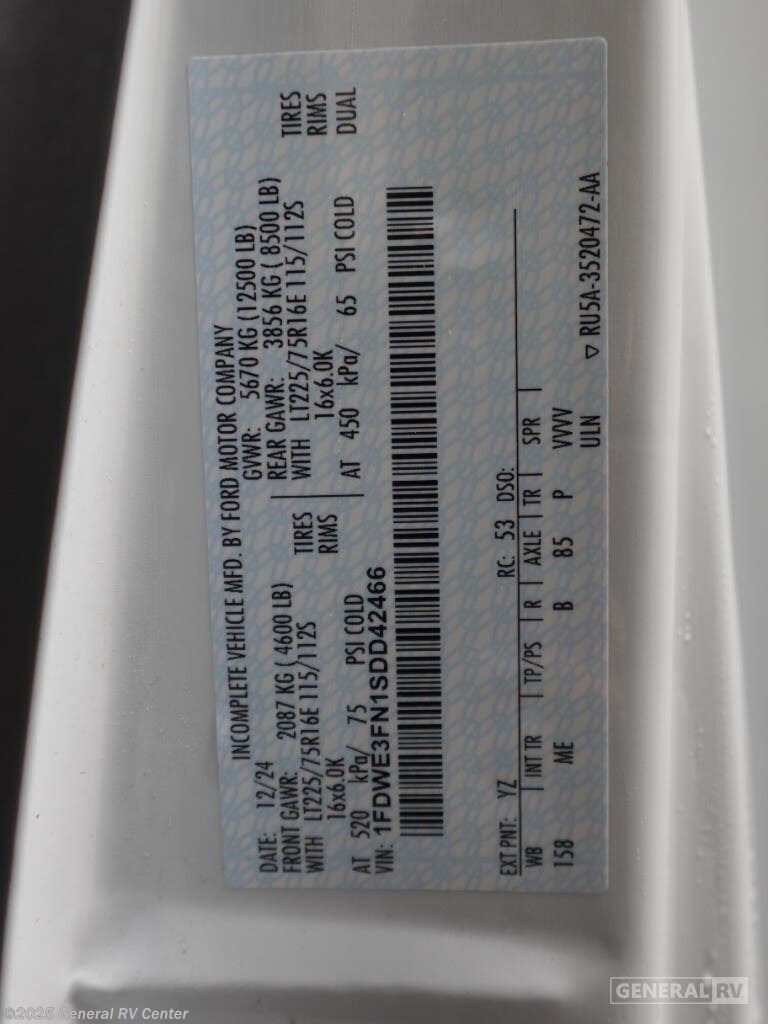 INCOMPLETE VEHICLE MFD. BY FORD MOTOR COMPANY
DATE: 12/24 GVWR: 5670 KG (12500 LB)
FRONT GAWR: 2087 KG ( 4600 LB) REAR GAWR: 3856 KG ( 8500 LB)
WITH LT225/75R16E 115/112S TIRES WITH LT225/75R16E 115/112S TIRES
16x6.0K RIMS 16x6.0K RIMS
AT 520 kPa/ 75 PSI COLD AT 450 kPa/ 65 PSI COLD DUAL
VIN: 1FDWE3FN1SDD42466
EXT PNT: YZ RC: 53 DSO:
WB INT TR TP/PS R AXLE TR SPR
158 ME B 85 P VVVV
ULN
▽ RU5A-3520472-AA
©2025 General RV Center
GENERAL RV